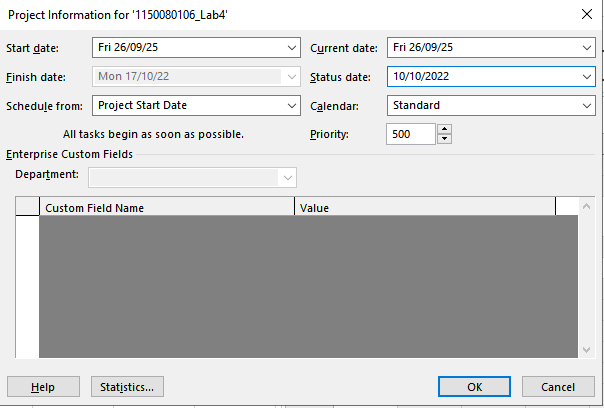 Project Information for '1150080106_Lab4'
Start date: Fri 26/09/25 Current date: Fri 26/09/25
Finish date: Mon 17/10/22 Status date: 10/10/2022
Schedule from: Project Start Date Calendar: Standard
All tasks begin as soon as possible. Priority: 500
Enterprise Custom Fields
Department:
Custom Field Name Value
Help Statistics... OK Cancel